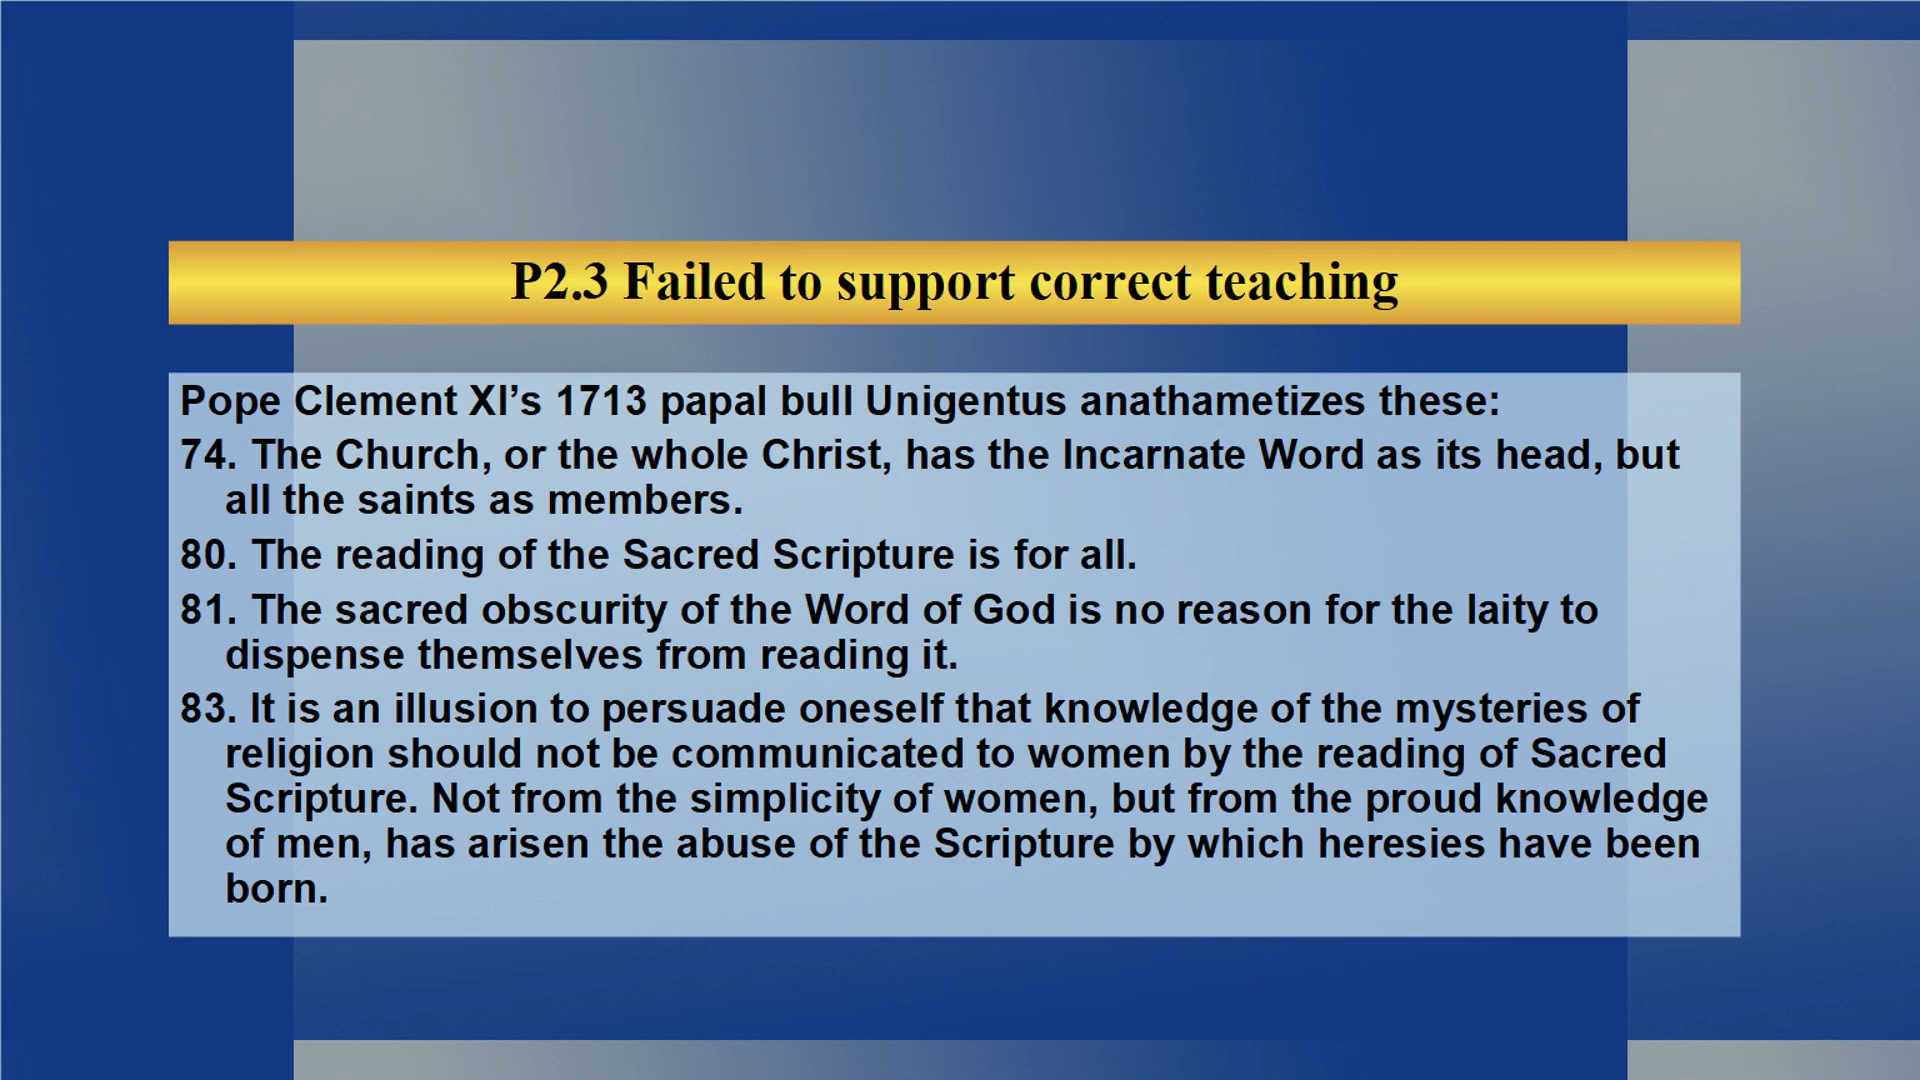 P2.3 Failed to support correct teaching
Pope Clement XI’s 1713 papal bull Unigentus anathametizes these:
74. The Church, or the whole Christ, has the Incarnate Word as its head, but
all the saints as members.
80. The reading of the Sacred Scripture is for all.
81. The sacred obscurity of the Word of God is no reason for the laity to
dispense themselves from reading it.
83. It is an illusion to persuade oneself that knowledge of the mysteries of
religion should not be communicated to women by the reading of Sacred
Scripture. Not from the simplicity of women, but from the proud knowledge
of men, has arisen the abuse of the Scripture by which heresies have been
born.